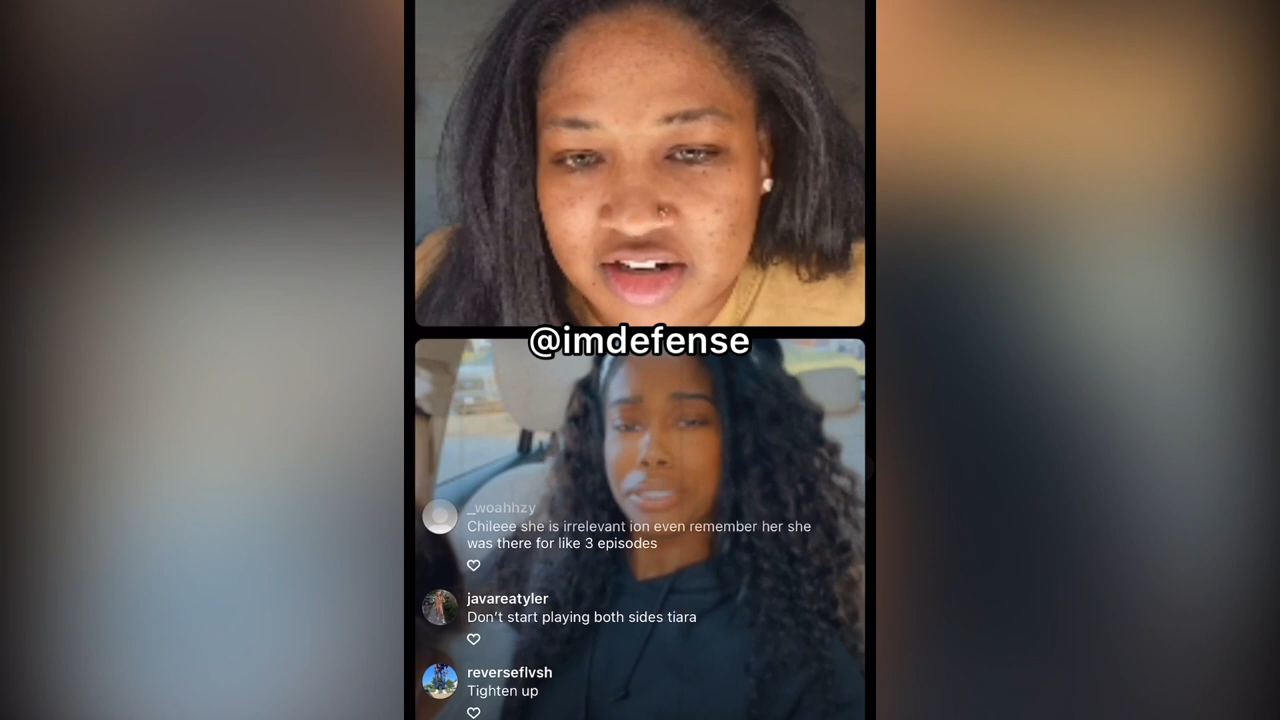 @imdefense
_woahhzy
Chileee she is irrelevant ion even remember her she
was there for like 3 episodes
javareatyler
Don’t start playing both sides tiara
reverseflvsh
Tighten up